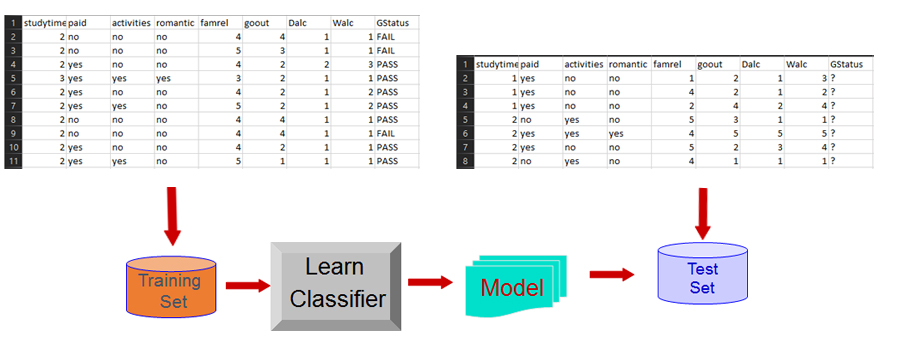 1 studytime paid activities romantic famrel goout Dalc Walc GStatus
2 2 no no no 4 4 1 1 FAIL
3 2 no no no 5 3 1 1 FAIL
4 2 yes no no 4 2 2 3 PASS
5 3 yes yes yes 3 2 1 1 PASS
6 2 yes no no 4 2 1 2 PASS
7 2 yes yes no 5 2 1 2 PASS
8 2 no no no 4 4 1 1 PASS
9 2 no no no 4 4 1 1 FAIL
10 2 yes no no 4 2 1 1 PASS
11 2 yes yes no 5 1 1 1 PASS
1 studytime paid activities romantic famrel goout Dalc Walc GStatus
2 1 yes no no 1 2 1 3 ?
3 1 yes no no 4 2 1 2 ?
4 1 yes no no 2 4 2 4 ?
5 2 no yes no 5 3 1 1 ?
6 2 yes yes yes 4 5 5 5 ?
7 2 yes no no 5 2 3 4 ?
8 2 no yes no 4 1 1 1 ?
Training
Set
Learn
Classifier
Model
Test
Set